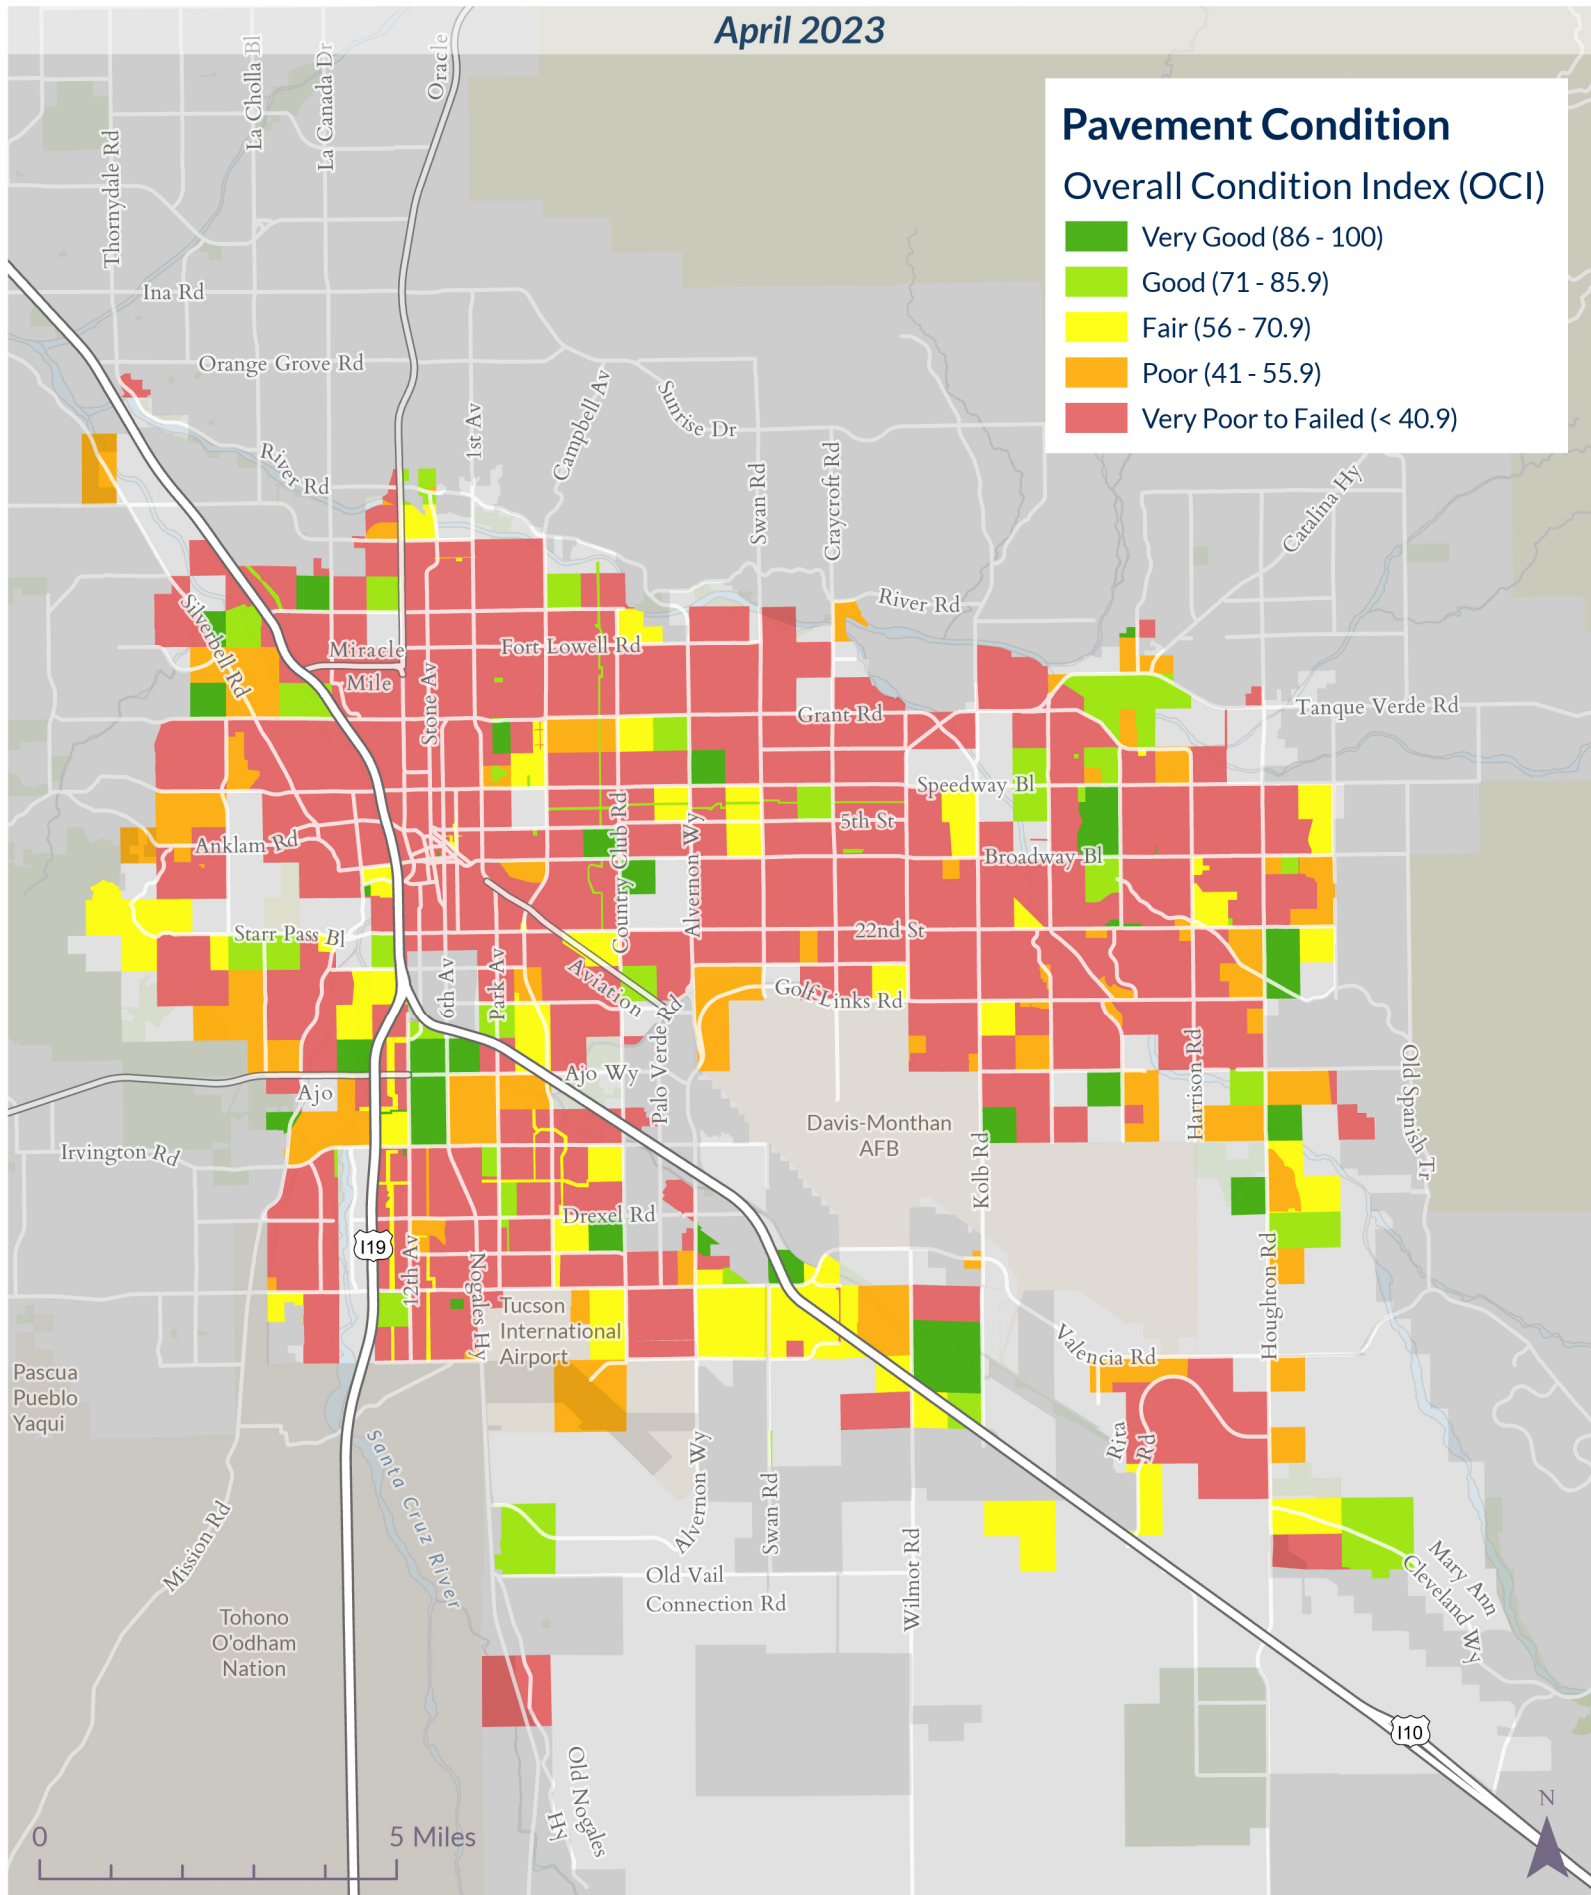 April 2023
Pavement Condition
Overall Condition Index (OCI)
Very Good (86 - 100)
Good (71 - 85.9)
Fair (56 - 70.9)
Poor (41 - 55.9)
Very Poor to Failed (< 40.9)
La Cholla Bl
La Canada Dr
Oracle
Thornydale Rd
Ina Rd
Orange Grove Rd
1st Av
Campbell Av
Sunrise Dr
River Rd
Swan Rd
Craycroft Rd
Catalina Hy
River Rd
Silverbell Rd
Miracle
Mile
Fort Lowell Rd
Stone Av
Grant Rd
Tanque Verde Rd
Speedway Bl
Anklam Rd
Country Club Rd
Alvernon Wy
5th St
Broadway Bl
Starr Pass Bl
22nd St
6th Av
Park Av
Aviation
Golf Links Rd
Palo Verde Rd
Harrison Rd
Old Spanish Tr
Ajo
Ajo Wy
Davis-Monthan
AFB
Irvington Rd
Kolb Rd
Drexel Rd
I19
12th Av
Nogales Hy
Houghton Rd
Tucson
International
Airport
Valencia Rd
Pascua
Pueblo
Yaqui
Rita
Rd
Santa Cruz River
Alvernon Wy
Swan Rd
Wilmot Rd
Mission Rd
Old Vail
Connection Rd
Mary Ann
Cleveland Wy
Tohono
O'odham
Nation
I10
Old Nogales
Hy
N
0
5 Miles